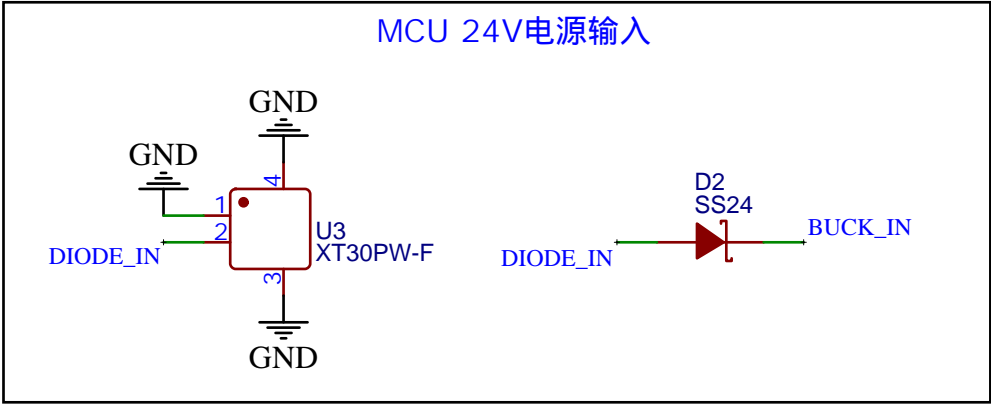 MCU 24V电源输入
GND
GND
4
1
2
DIODE_IN
U3
XT30PW-F
3
GND
D2
SS24
DIODE_IN
BUCK_IN